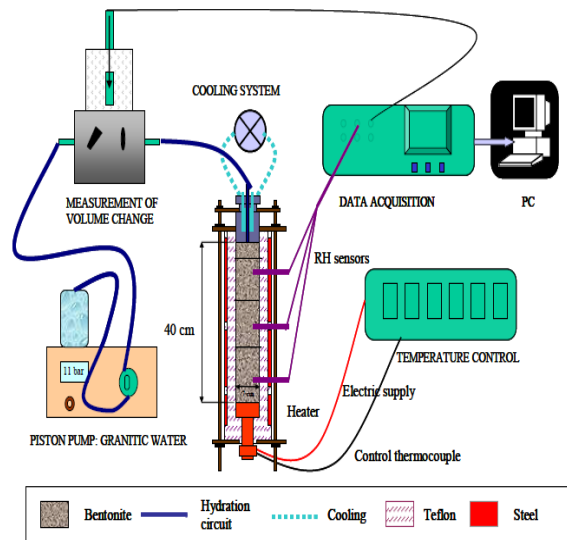 COOLING SYSTEM
MEASUREMENT OF
VOLUME CHANGE
DATA ACQUISITION
PC
RH sensors
40 cm
11 bar
TEMPERATURE CONTROL
Electric supply
Heater
PISTON PUMP: GRANITIC WATER
Control thermocouple
Bentonite
Hydration
circuit
Cooling
Teflon
Steel